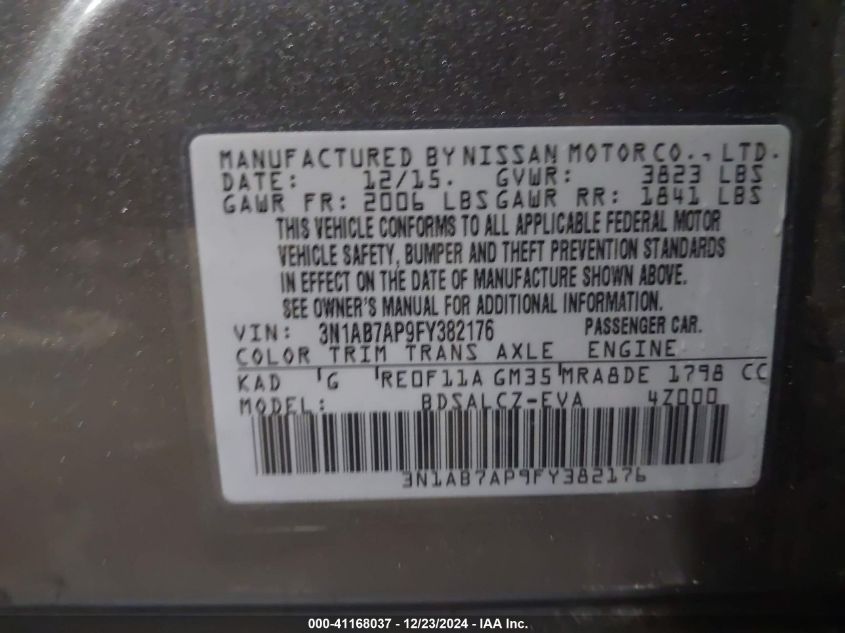 MANUFACTURED BY NISSAN MOTOR CO., LTD.
DATE: 12/15. GVWR: 3823 LBS
GAWR FR: 2006 LBS GAWR RR: 1841 LBS
THIS VEHICLE CONFORMS TO ALL APPLICABLE FEDERAL MOTOR
VEHICLE SAFETY, BUMPER AND THEFT PREVENTION STANDARDS
IN EFFECT ON THE DATE OF MANUFACTURE SHOWN ABOVE.
SEE OWNER'S MANUAL FOR ADDITIONAL INFORMATION.
VIN: 3N1AB7AP9FY382176 PASSENGER CAR.
COLOR TRIM TRANS AXLE ENGINE
KAD G RE0F11A GM35 MRA8DE 1798 CC
MODEL: BDSALCZ-EVA 4Z000
3N1AB7AP9FY382176
000-41168037 - 12/23/2024 - IAA Inc.